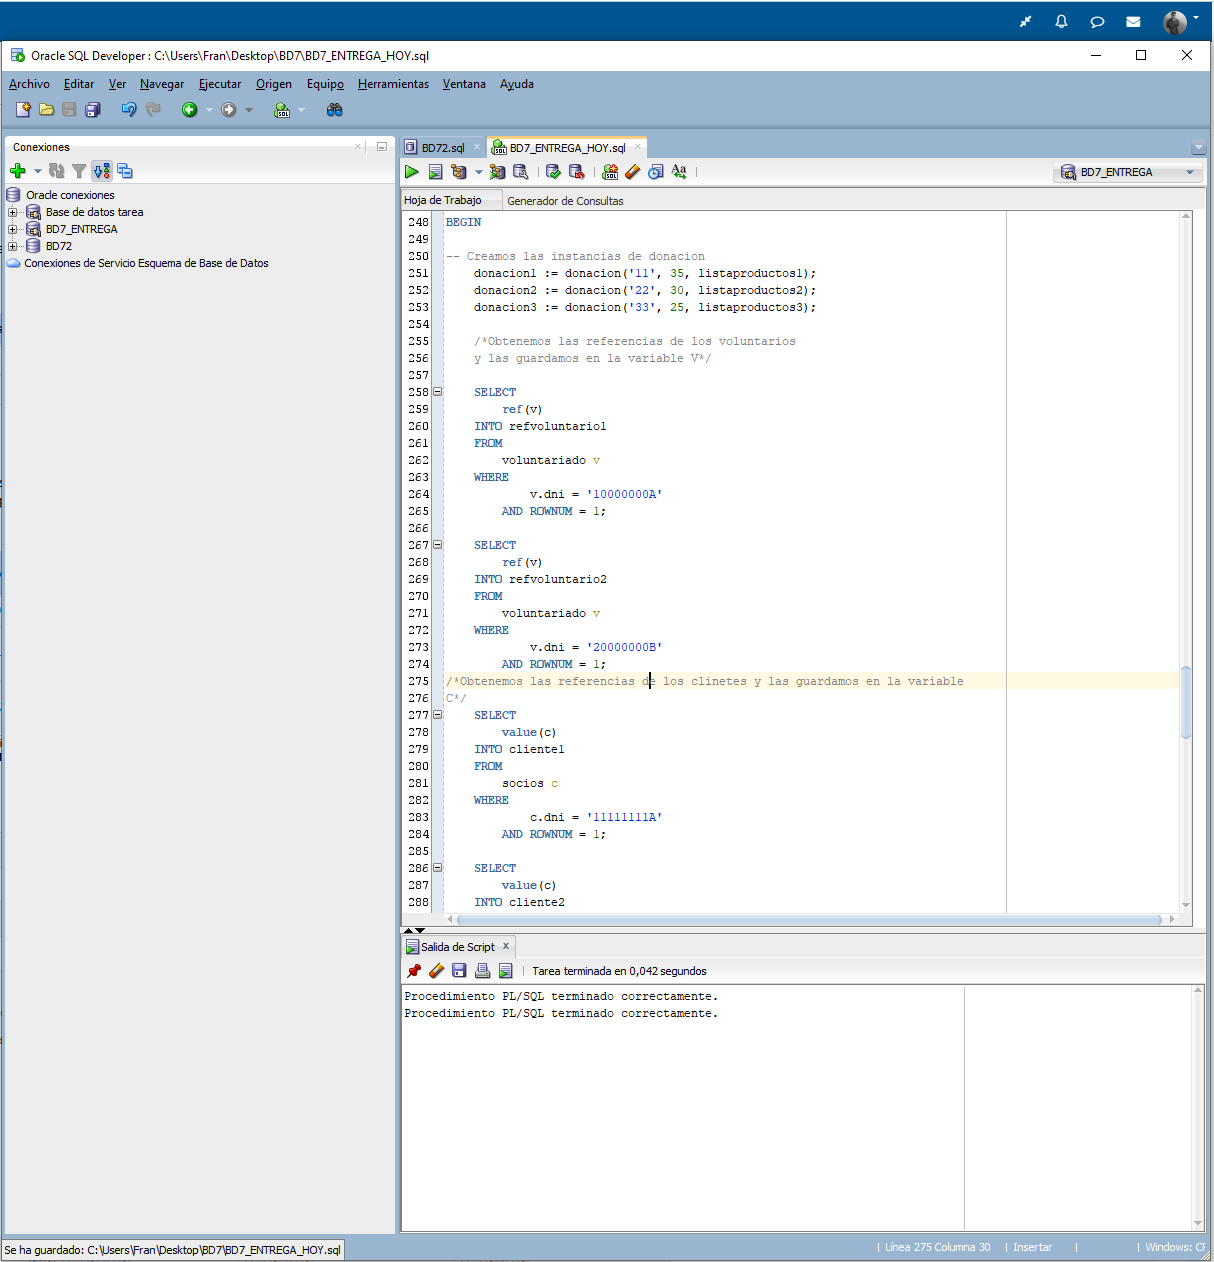 Oracle SQL Developer : C:\Users\Fran\Desktop\BD7\BD7_ENTREGA_HOY.sql
Archivo Editar Ver Navegar Ejecutar Origen Equipo Herramientas Ventana Ayuda
Conexiones
Oracle conexiones
Base de datos tarea
BD7_ENTREGA
BD72
Conexiones de Servicio Esquema de Base de Datos
BD72.sql BD7_ENTREGA_HOY.sql
BD7_ENTREGA
Hoja de Trabajo Generador de Consultas
248 BEGIN
249
250 -- Creamos las instancias de donacion
251 donacion1 := donacion('11', 35, listaproductos1);
252 donacion2 := donacion('22', 30, listaproductos2);
253 donacion3 := donacion('33', 25, listaproductos3);
254
255 /*Obtenemos las referencias de los voluntarios
256 y las guardamos en la variable V*/
257
258 SELECT
259 ref(v)
260 INTO refvoluntario1
261 FROM
262 voluntariado v
263 WHERE
264 v.dni = '10000000A'
265 AND ROWNUM = 1;
266
267 SELECT
268 ref(v)
269 INTO refvoluntario2
270 FROM
271 voluntariado v
272 WHERE
273 v.dni = '20000000B'
274 AND ROWNUM = 1;
275 /*Obtenemos las referencias de los clinetes y las guardamos en la variable
276 C*/
277 SELECT
278 value(c)
279 INTO cliente1
280 FROM
281 socios c
282 WHERE
283 c.dni = '11111111A'
284 AND ROWNUM = 1;
285
286 SELECT
287 value(c)
288 INTO cliente2
Salida de Script
Tarea terminada en 0,042 segundos
Procedimiento PL/SQL terminado correctamente.
Procedimiento PL/SQL terminado correctamente.
Se ha guardado: C:\Users\Fran\Desktop\BD7\BD7_ENTREGA_HOY.sql
Línea 275 Columna 30 | Insertar | | Windows: CF